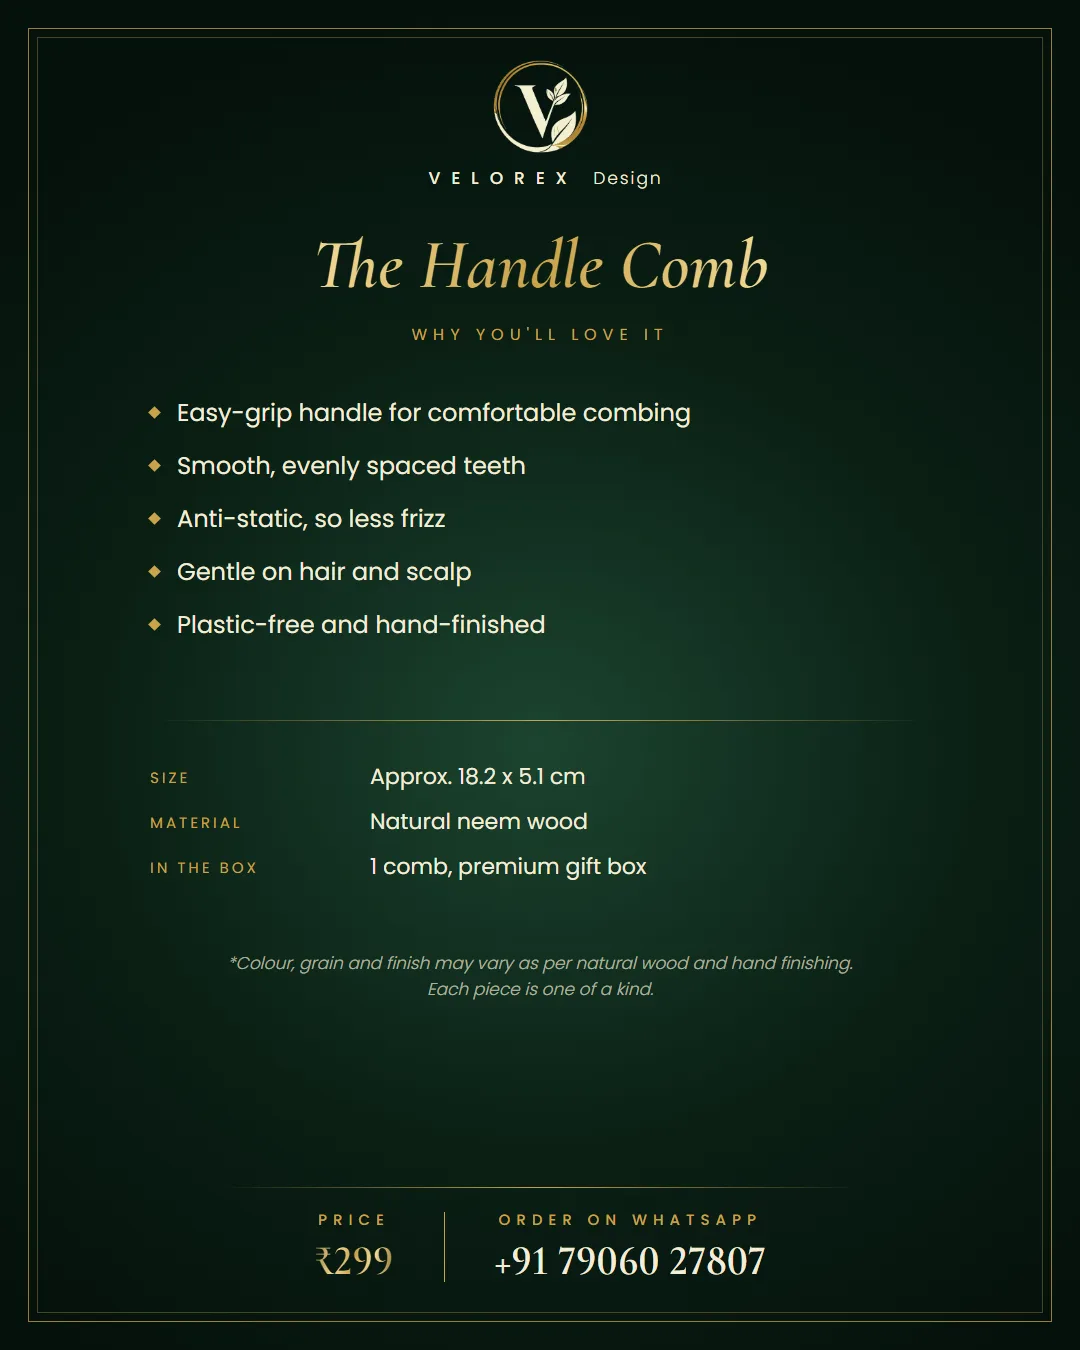 V
VELOREX Design
The Handle Comb
WHY YOU'LL LOVE IT
Easy-grip handle for comfortable combing
Smooth, evenly spaced teeth
Anti-static, so less frizz
Gentle on hair and scalp
Plastic-free and hand-finished
SIZE Approx. 18.2 x 5.1 cm
MATERIAL Natural neem wood
IN THE BOX 1 comb, premium gift box
*Colour, grain and finish may vary as per natural wood and hand finishing.
Each piece is one of a kind.
PRICE ORDER ON WHATSAPP
₹299 +91 79060 27807